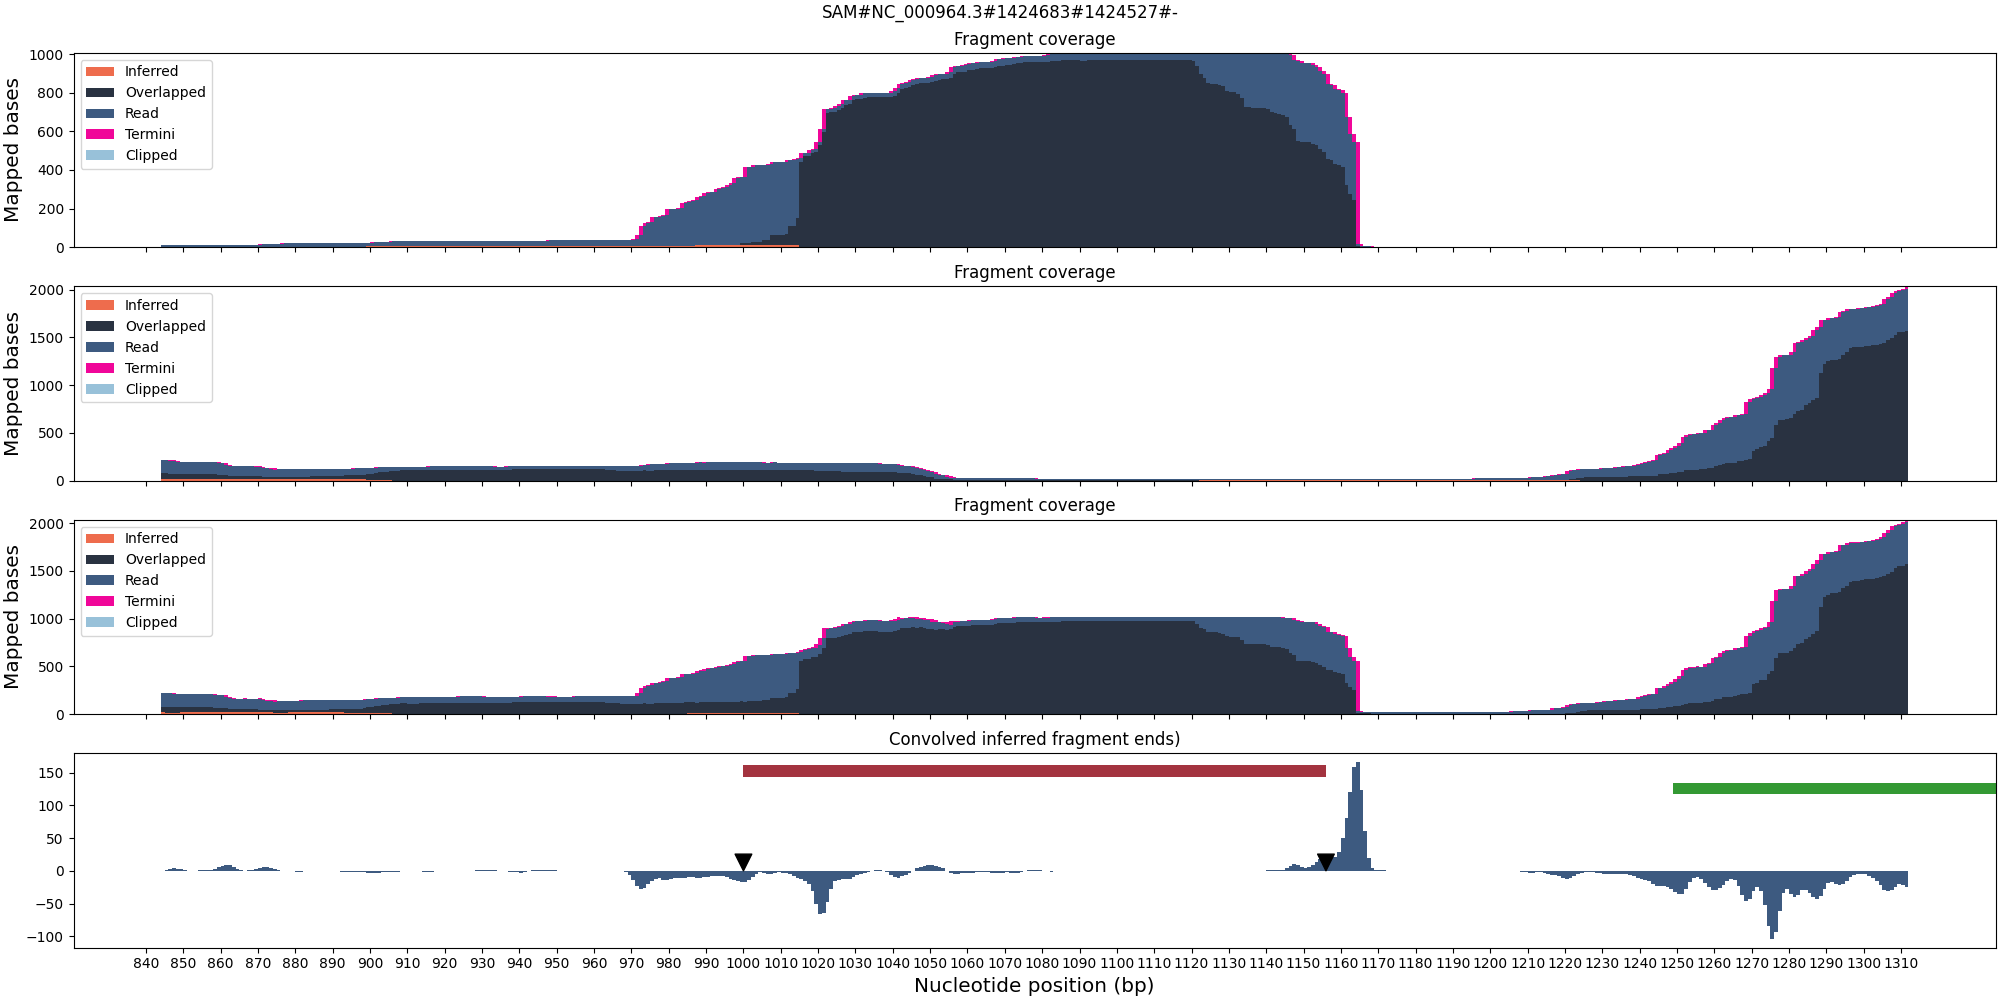 SAM#NC_000964.3#1424683#1424527#-
Fragment coverage
Mapped bases
1000
800
600
400
200
0
Inferred
Overlapped
Read
Termini
Clipped
Fragment coverage
Mapped bases
2000
1500
1000
500
0
Inferred
Overlapped
Read
Termini
Clipped
Fragment coverage
Mapped bases
2000
1500
1000
500
0
Inferred
Overlapped
Read
Termini
Clipped
Convolved inferred fragment ends)
150
100
50
0
−50
−100
840 850 860 870 880 890 900 910 920 930 940 950 960 970 980 990 1000 1010 1020 1030 1040 1050 1060 1070 1080 1090 1100 1110 1120 1130 1140 1150 1160 1170 1180 1190 1200 1210 1220 1230 1240 1250 1260 1270 1280 1290 1300 1310
Nucleotide position (bp)